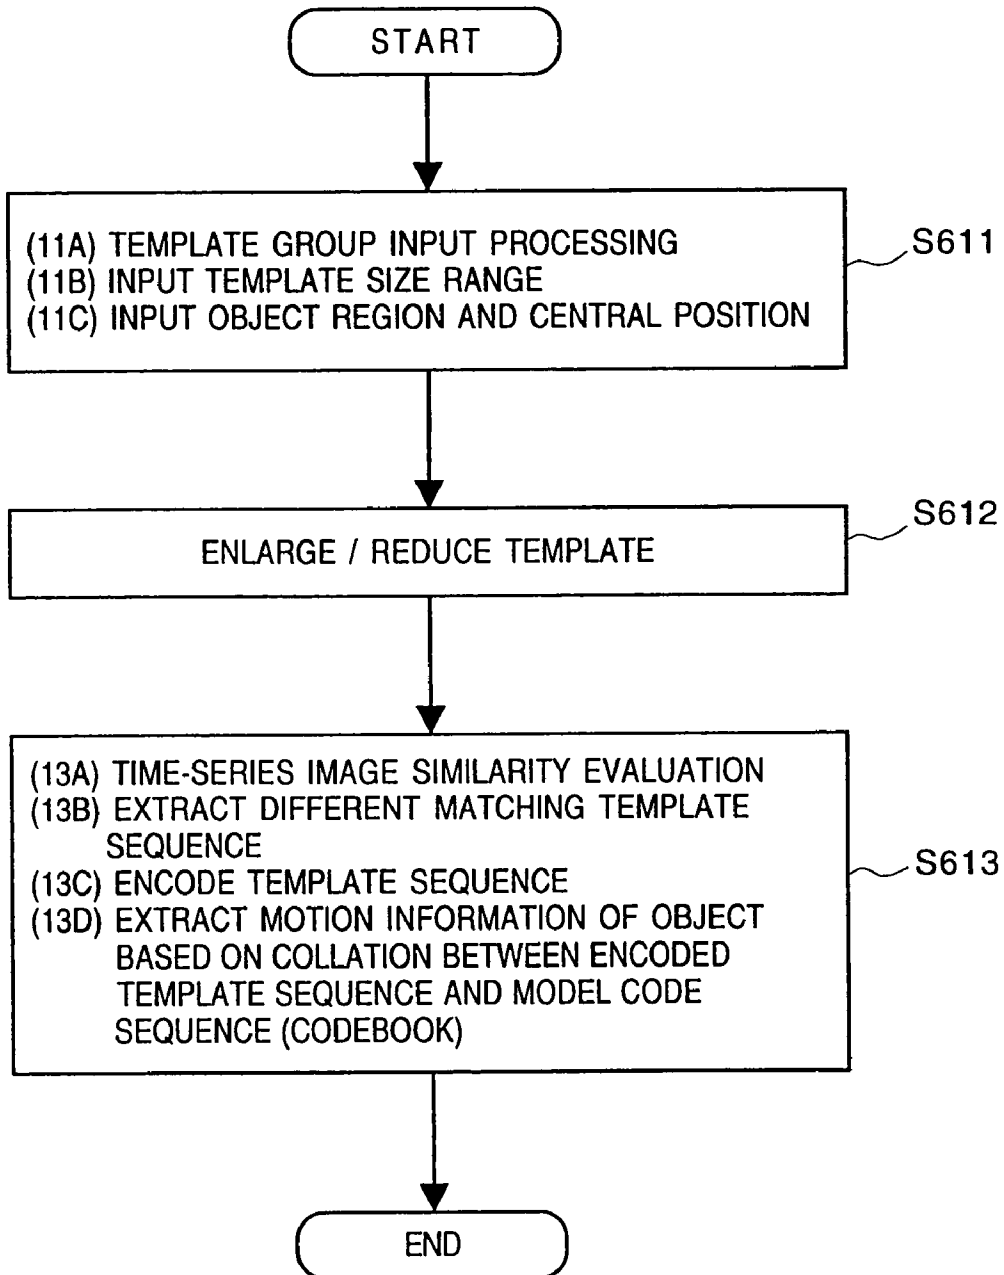 START
(11A) TEMPLATE GROUP INPUT PROCESSING
(11B) INPUT TEMPLATE SIZE RANGE
(11C) INPUT OBJECT REGION AND CENTRAL POSITION
S611
ENLARGE / REDUCE TEMPLATE
S612
(13A) TIME-SERIES IMAGE SIMILARITY EVALUATION
(13B) EXTRACT DIFFERENT MATCHING TEMPLATE
SEQUENCE
(13C) ENCODE TEMPLATE SEQUENCE
(13D) EXTRACT MOTION INFORMATION OF OBJECT
BASED ON COLLATION BETWEEN ENCODED
TEMPLATE SEQUENCE AND MODEL CODE
SEQUENCE (CODEBOOK)
S613
END